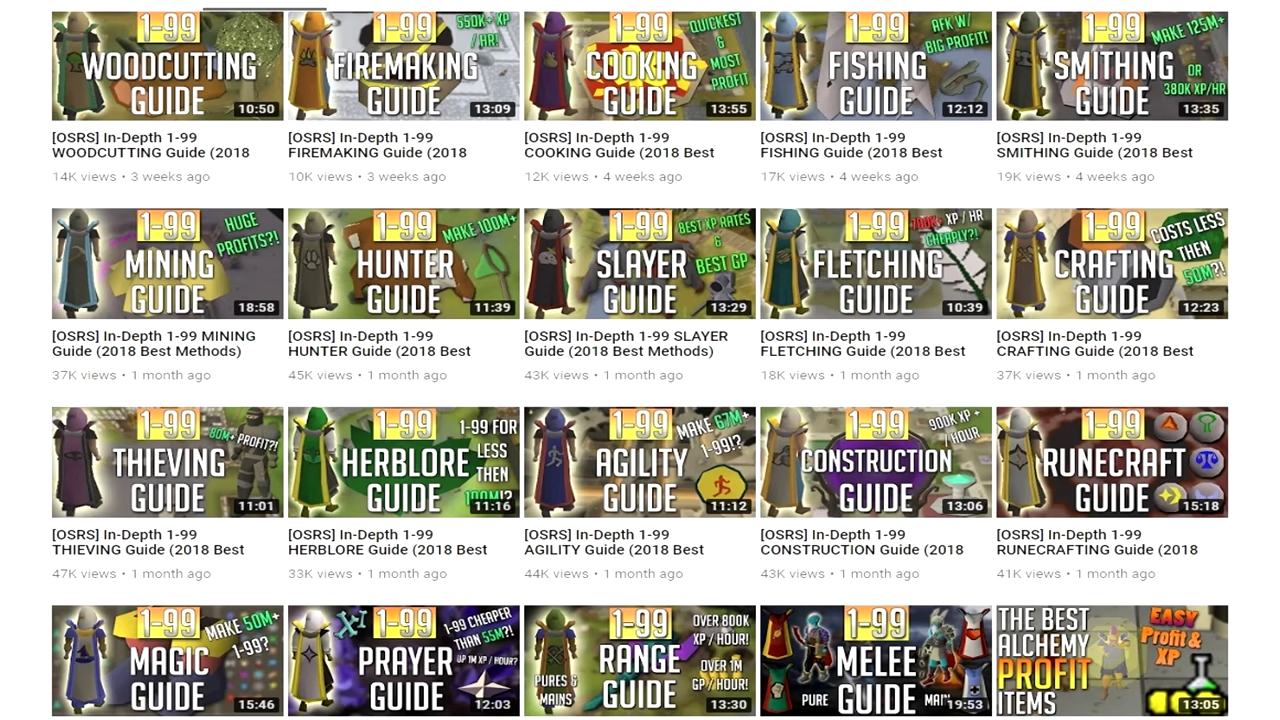 1-99
WOODCUTTING
GUIDE
10:50
[OSRS] In-Depth 1-99
WOODCUTTING Guide (2018
14K views • 3 weeks ago
1-99
550K+ XP
/ HR!
FIREMAKING
GUIDE
13:09
[OSRS] In-Depth 1-99
FIREMAKING Guide (2018
10K views • 3 weeks ago
1-99
QUICKEST
&
MOST
PROFIT
COOKING
GUIDE
13:55
[OSRS] In-Depth 1-99
COOKING Guide (2018 Best
12K views • 4 weeks ago
1-99
AFK W/
BIG PROFIT!
FISHING
GUIDE
12:12
[OSRS] In-Depth 1-99
FISHING Guide (2018 Best
17K views • 4 weeks ago
1-99
MAKE 125M+
OR
380K XP/HR
SMITHING
GUIDE
13:35
[OSRS] In-Depth 1-99
SMITHING Guide (2018 Best
19K views • 4 weeks ago
1-99
HUGE
PROFITS?!
MINING
GUIDE
18:58
[OSRS] In-Depth 1-99 MINING
Guide (2018 Best Methods)
37K views • 1 month ago
1-99
MAKE 100M+
HUNTER
GUIDE
11:39
[OSRS] In-Depth 1-99
HUNTER Guide (2018 Best
45K views • 1 month ago
1-99
BEST XP RATES
&
BEST GP
SLAYER
GUIDE
13:29
[OSRS] In-Depth 1-99 SLAYER
Guide (2018 Best Methods)
43K views • 1 month ago
1-99
XP / HR
CHEAPLY?!
FLETCHING
GUIDE
10:39
[OSRS] In-Depth 1-99
FLETCHING Guide (2018 Best
18K views • 1 month ago
1-99
COSTS LESS
THEN
50M?!
CRAFTING
GUIDE
12:23
[OSRS] In-Depth 1-99
CRAFTING Guide (2018 Best
37K views • 1 month ago
1-99
80M+ PROFIT?!
THIEVING
GUIDE
11:01
[OSRS] In-Depth 1-99
THIEVING Guide (2018 Best
47K views • 1 month ago
1-99
1-99 FOR
LESS
THEN
100M!?
HERBLORE
GUIDE
11:16
[OSRS] In-Depth 1-99
HERBLORE Guide (2018 Best
33K views • 1 month ago
1-99
MAKE 67M+
1-99!?
AGILITY
GUIDE
11:12
[OSRS] In-Depth 1-99
AGILITY Guide (2018 Best
44K views • 1 month ago
1-99
900K XP +
/ HOUR
CONSTRUCTION
GUIDE
13:06
[OSRS] In-Depth 1-99
CONSTRUCTION Guide (2018
43K views • 1 month ago
1-99
RUNECRAFT
GUIDE
15:18
[OSRS] In-Depth 1-99
RUNECRAFTING Guide (2018
41K views • 1 month ago
1-99
MAKE 50M+
1-99?
MAGIC
GUIDE
15:46
1-99
1-99 CHEAPER
THAN 55M?!
UP 1M XP / HOUR?
PRAYER
GUIDE
12:03
1-99
OVER 800K
XP / HOUR!
OVER 1M
GP / HOUR!
RANGE
GUIDE
PURES &
MAINS
13:30
1-99
MELEE
GUIDE
PURE
19:53
THE BEST
ALCHEMY
PROFIT
ITEMS
EASY
Profit &
XP
13:05